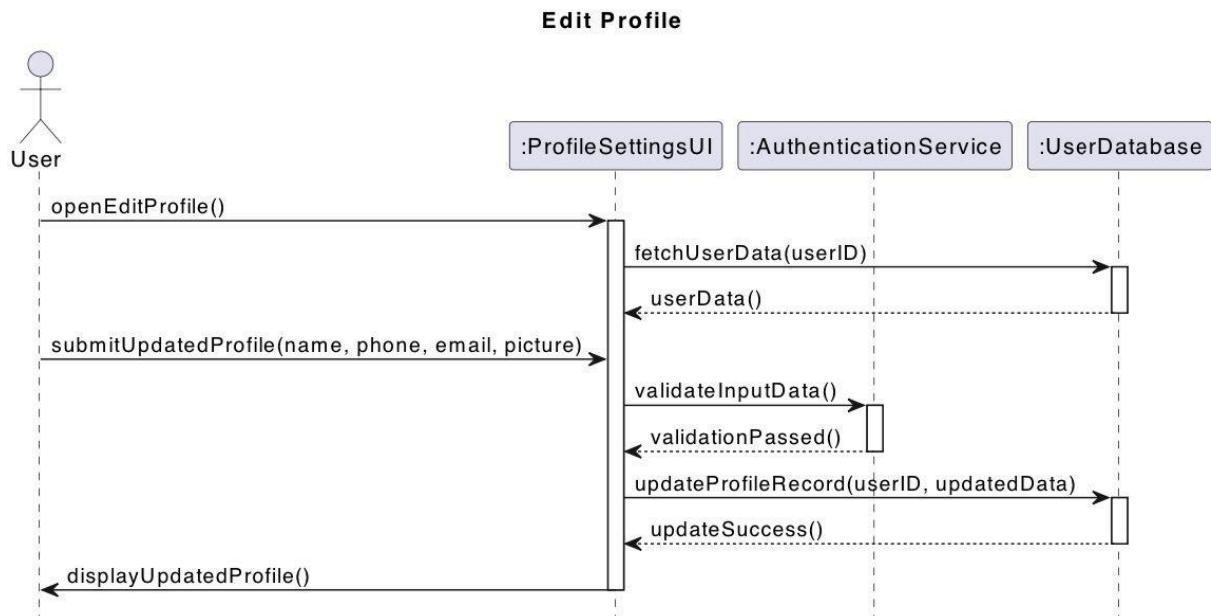 Edit Profile
User
:ProfileSettingsUI
:AuthenticationService
:UserDatabase
openEditProfile()
fetchUserData(userID)
userData()
submitUpdatedProfile(name, phone, email, picture)
validateInputData()
validationPassed()
updateProfileRecord(userID, updatedData)
updateSuccess()
displayUpdatedProfile()